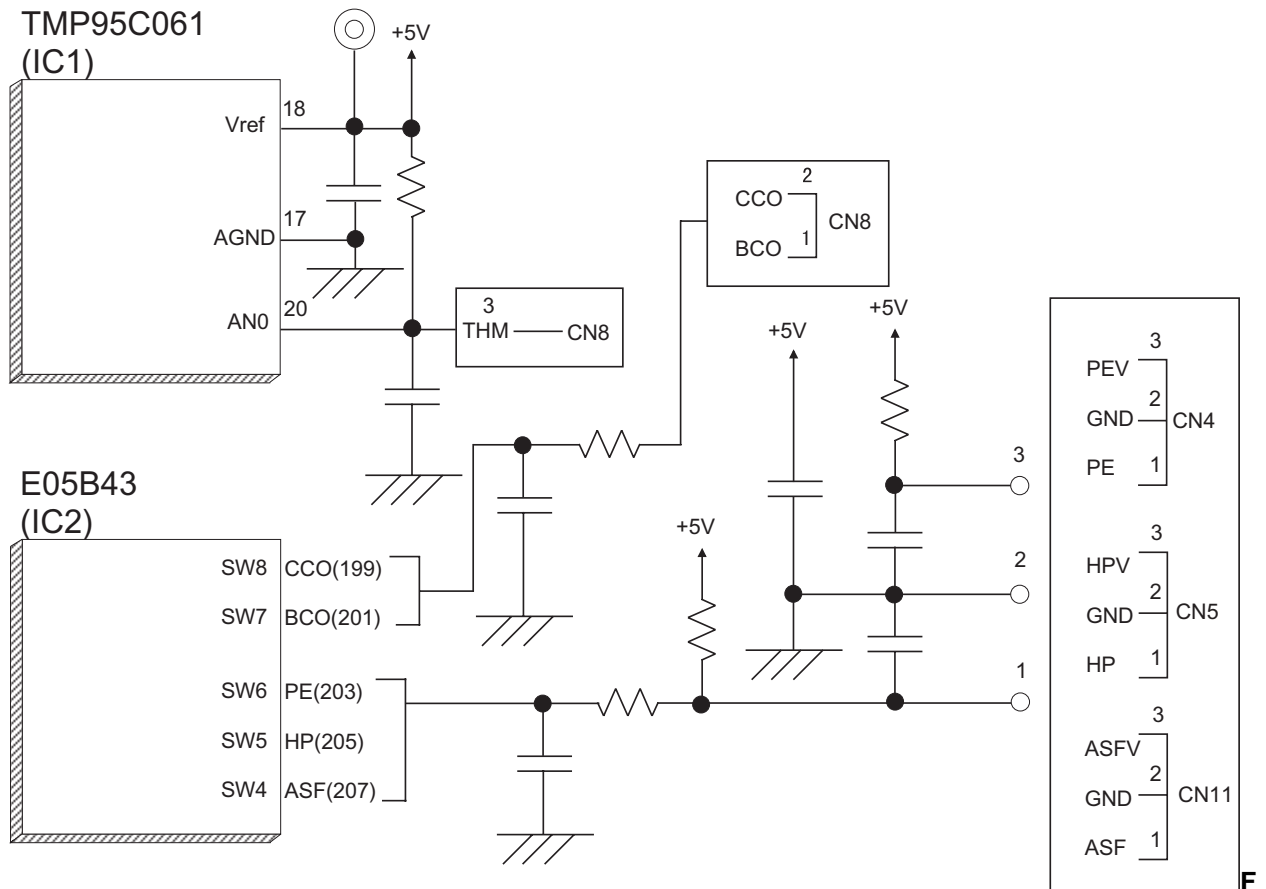 TMP95C061
(IC1)
+5V
18
Vref
17
AGND
20
AN0
3
THM
CN8
2
CCO
CN8
1
BCO
+5V
+5V
3
PEV
2
GND
CN4
1
PE
3
HPV
2
GND
CN5
1
HP
3
ASFV
2
GND
CN11
1
ASF
3
2
1
E05B43
(IC2)
+5V
SW8 CCO(199)
SW7 BCO(201)
SW6 PE(203)
SW5 HP(205)
SW4 ASF(207)